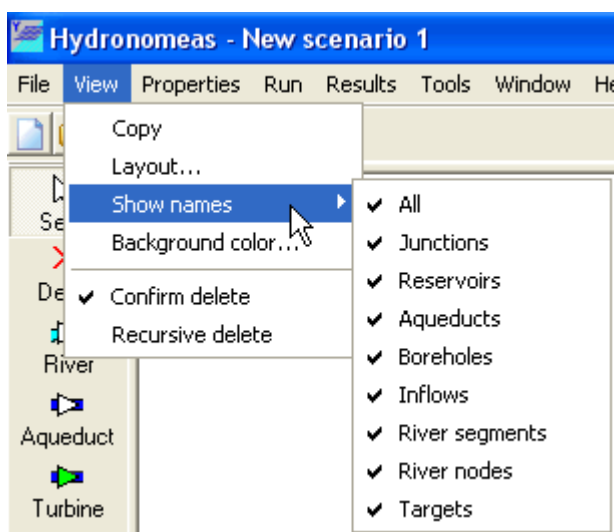 Hydronomeas - New scenario 1
File View Properties Run Results Tools Window
Copy
Layout...
Show names
Background color...
Confirm delete
Recursive delete
All
Junctions
Reservoirs
Aqueducts
Boreholes
Inflows
River segments
River nodes
Targets
River
Aqueduct
Turbine